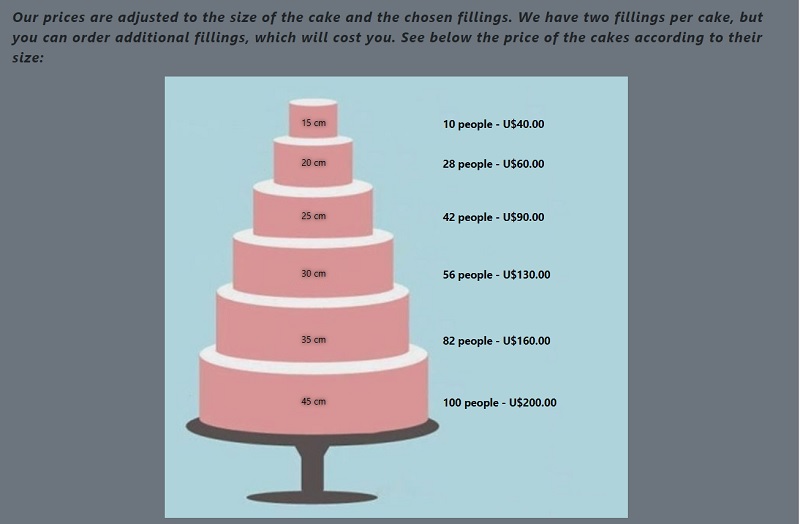 Our prices are adjusted to the size of the cake and the chosen fillings. We have two fillings per cake, but
you can order additional fillings, which will cost you. See below the price of the cakes according to their
size:
15 cm
10 people - U$40.00
20 cm
28 people - U$60.00
25 cm
42 people - U$90.00
30 cm
56 people - U$130.00
35 cm
82 people - U$160.00
45 cm
100 people - U$200.00